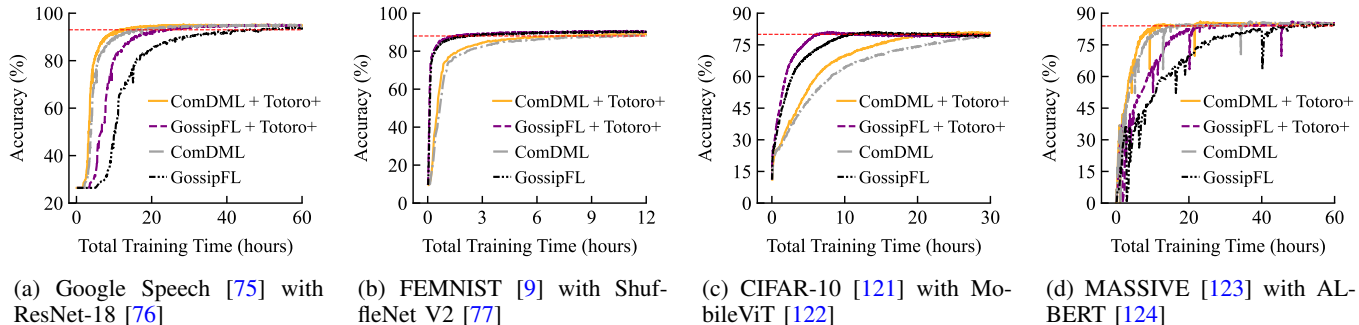 Accuracy (%)
100
80
60
40
20
0
20
40
60
Total Training Time (hours)
ComDML + Totoro+
GossipFL + Totoro+
ComDML
GossipFL
(a) Google Speech [75] with
ResNet-18 [76]
Accuracy (%)
100
80
60
40
20
0
0
3
6
9
12
Total Training Time (hours)
ComDML + Totoro+
GossipFL + Totoro+
ComDML
GossipFL
(b) FEMNIST [9] with Shuf-
fleNet V2 [77]
Accuracy (%)
90
75
60
45
30
15
0
0
10
20
30
Total Training Time (hours)
ComDML + Totoro+
GossipFL + Totoro+
ComDML
GossipFL
(c) CIFAR-10 [121] with Mo-
bileViT [122]
Accuracy (%)
90
75
60
45
30
15
0
0
20
40
60
Total Training Time (hours)
ComDML + Totoro+
GossipFL + Totoro+
ComDML
GossipFL
(d) MASSIVE [123] with AL-
BERT [124]